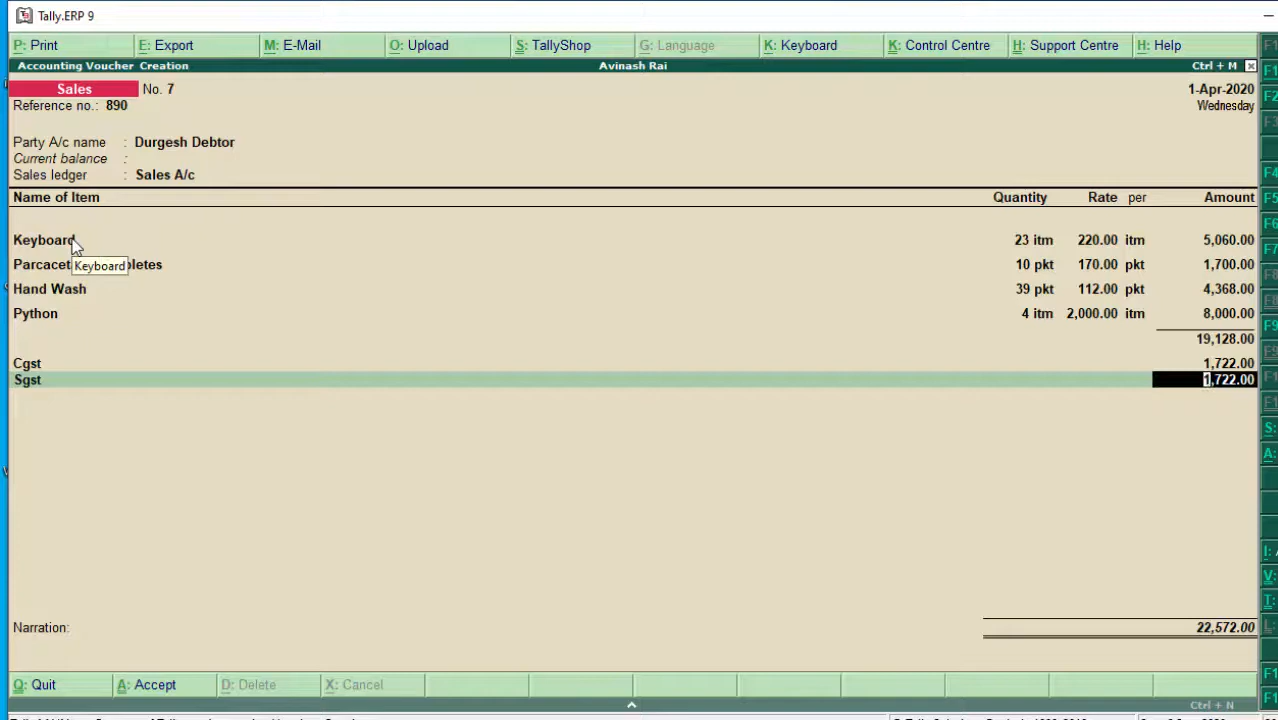 Tally.ERP 9
P: Print E: Export M: E-Mail O: Upload S: TallyShop G: Language K: Keyboard K: Control Centre H: Support Centre H: Help
Accounting Voucher Creation Avinash Rai Ctrl + M
Sales No. 7 1-Apr-2020
Reference no.: 890 Wednesday
Party A/c name : Durgesh Debtor
Current balance :
Sales ledger : Sales A/c
Name of Item Quantity Rate per Amount
Keyboard 23 itm 220.00 itm 5,060.00
Keyboard
10 pkt 170.00 pkt 1,700.00
Hand Wash 39 pkt 112.00 pkt 4,368.00
Python 4 itm 2,000.00 itm 8,000.00
19,128.00
Cgst 1,722.00
Sgst 1,722.00
Narration: 22,572.00
Q: Quit A: Accept D: Delete X: Cancel
Ctrl + N